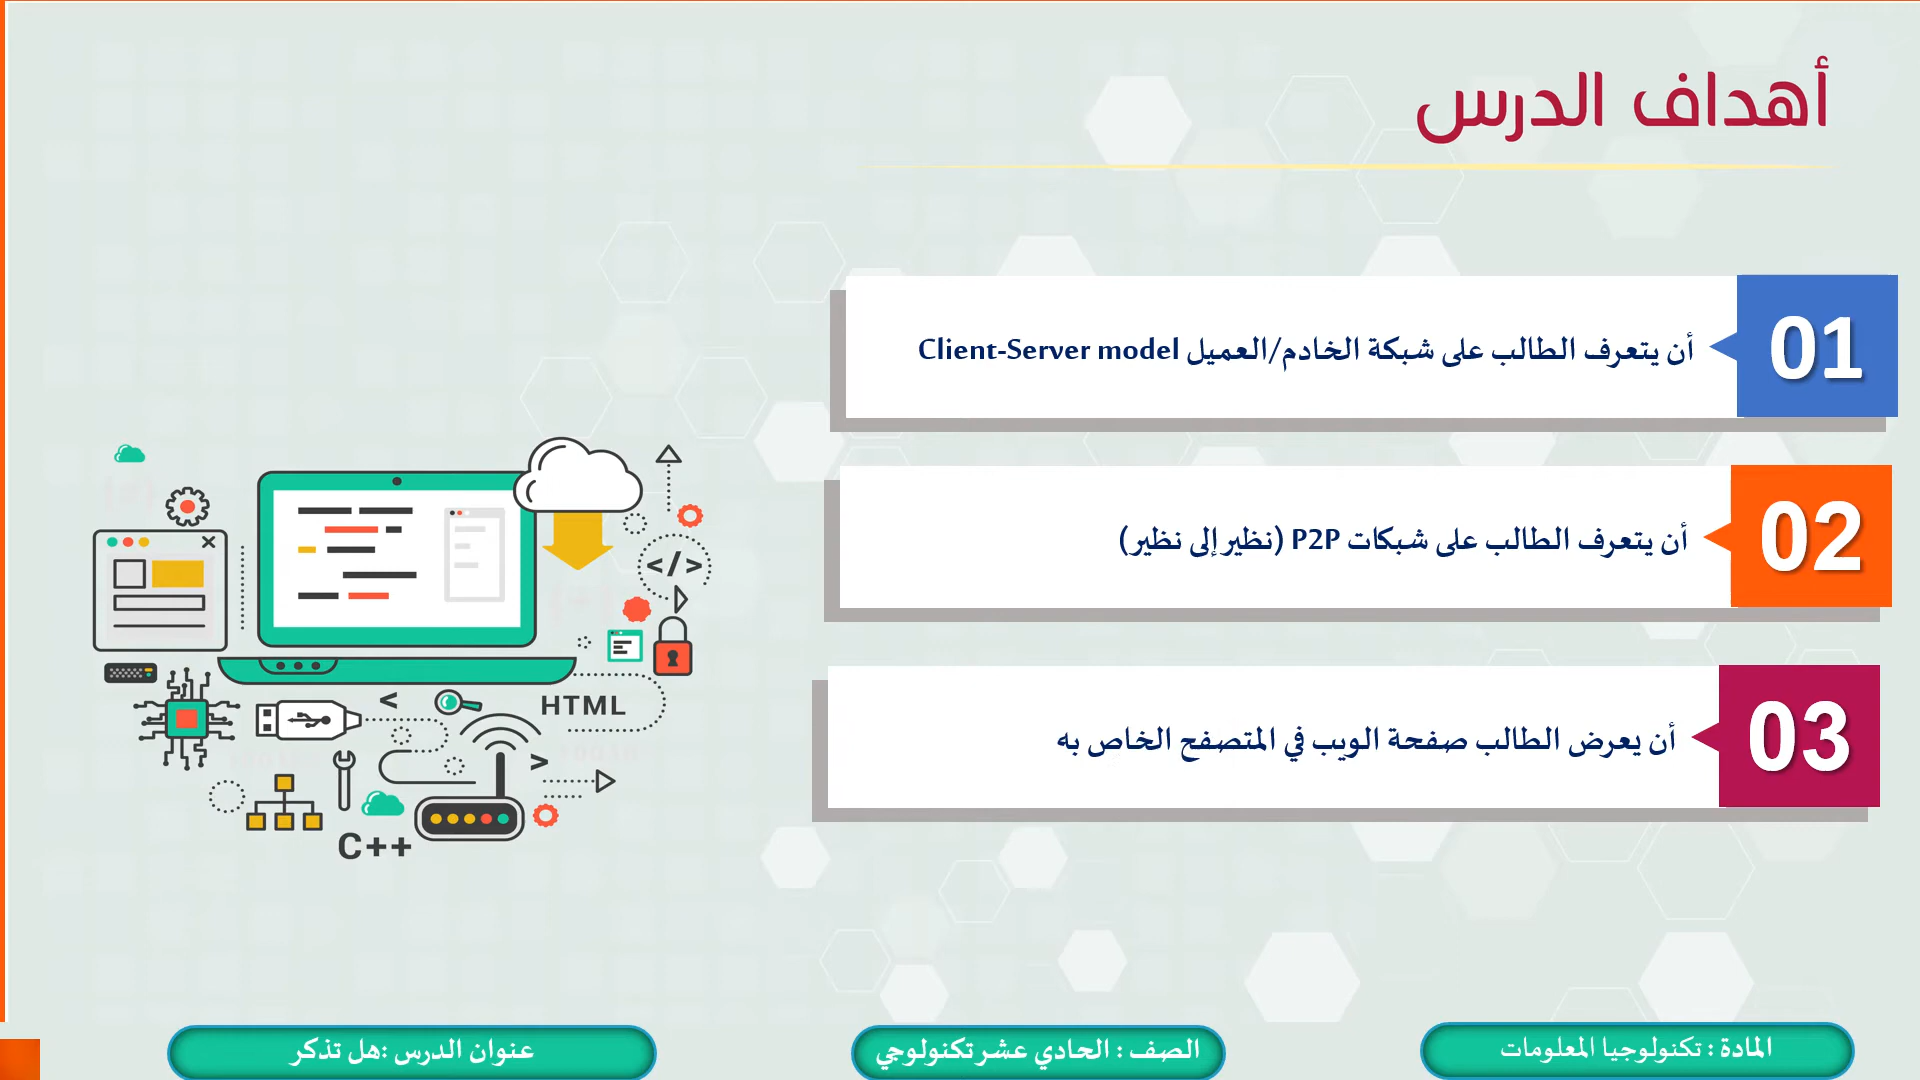 أهداف الدرس
01
أن يتعرف الطالب على شبكة الخادم/العميل Client-Server model
02
أن يتعرف الطالب على شبكات P2P (نظير إلى نظير)
03
أن يعرض الطالب صفحة الويب في المتصفح الخاص به
</>
HTML
<
>
C++
المادة : تكنولوجيا المعلومات
الصف : الحادي عشر تكنولوجي
عنوان الدرس :هل تذكر